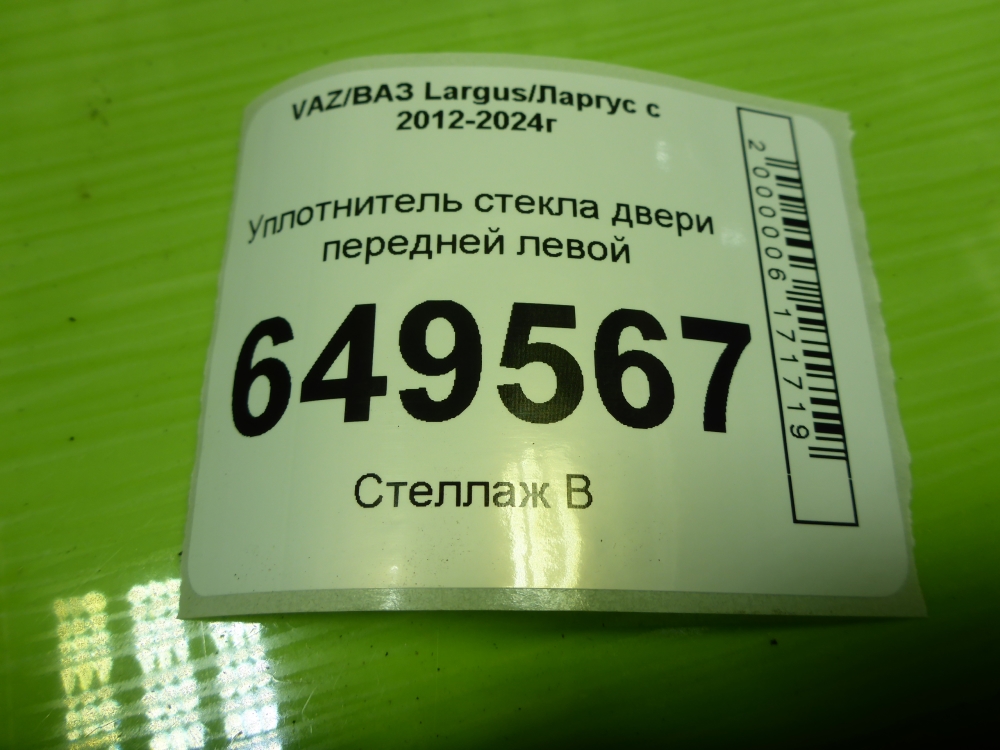 VAZ/ВАЗ Largus/Ларгус с
2012-2024г
Уплотнитель стекла двери
передней левой
649567
Стеллаж В
2000006171719